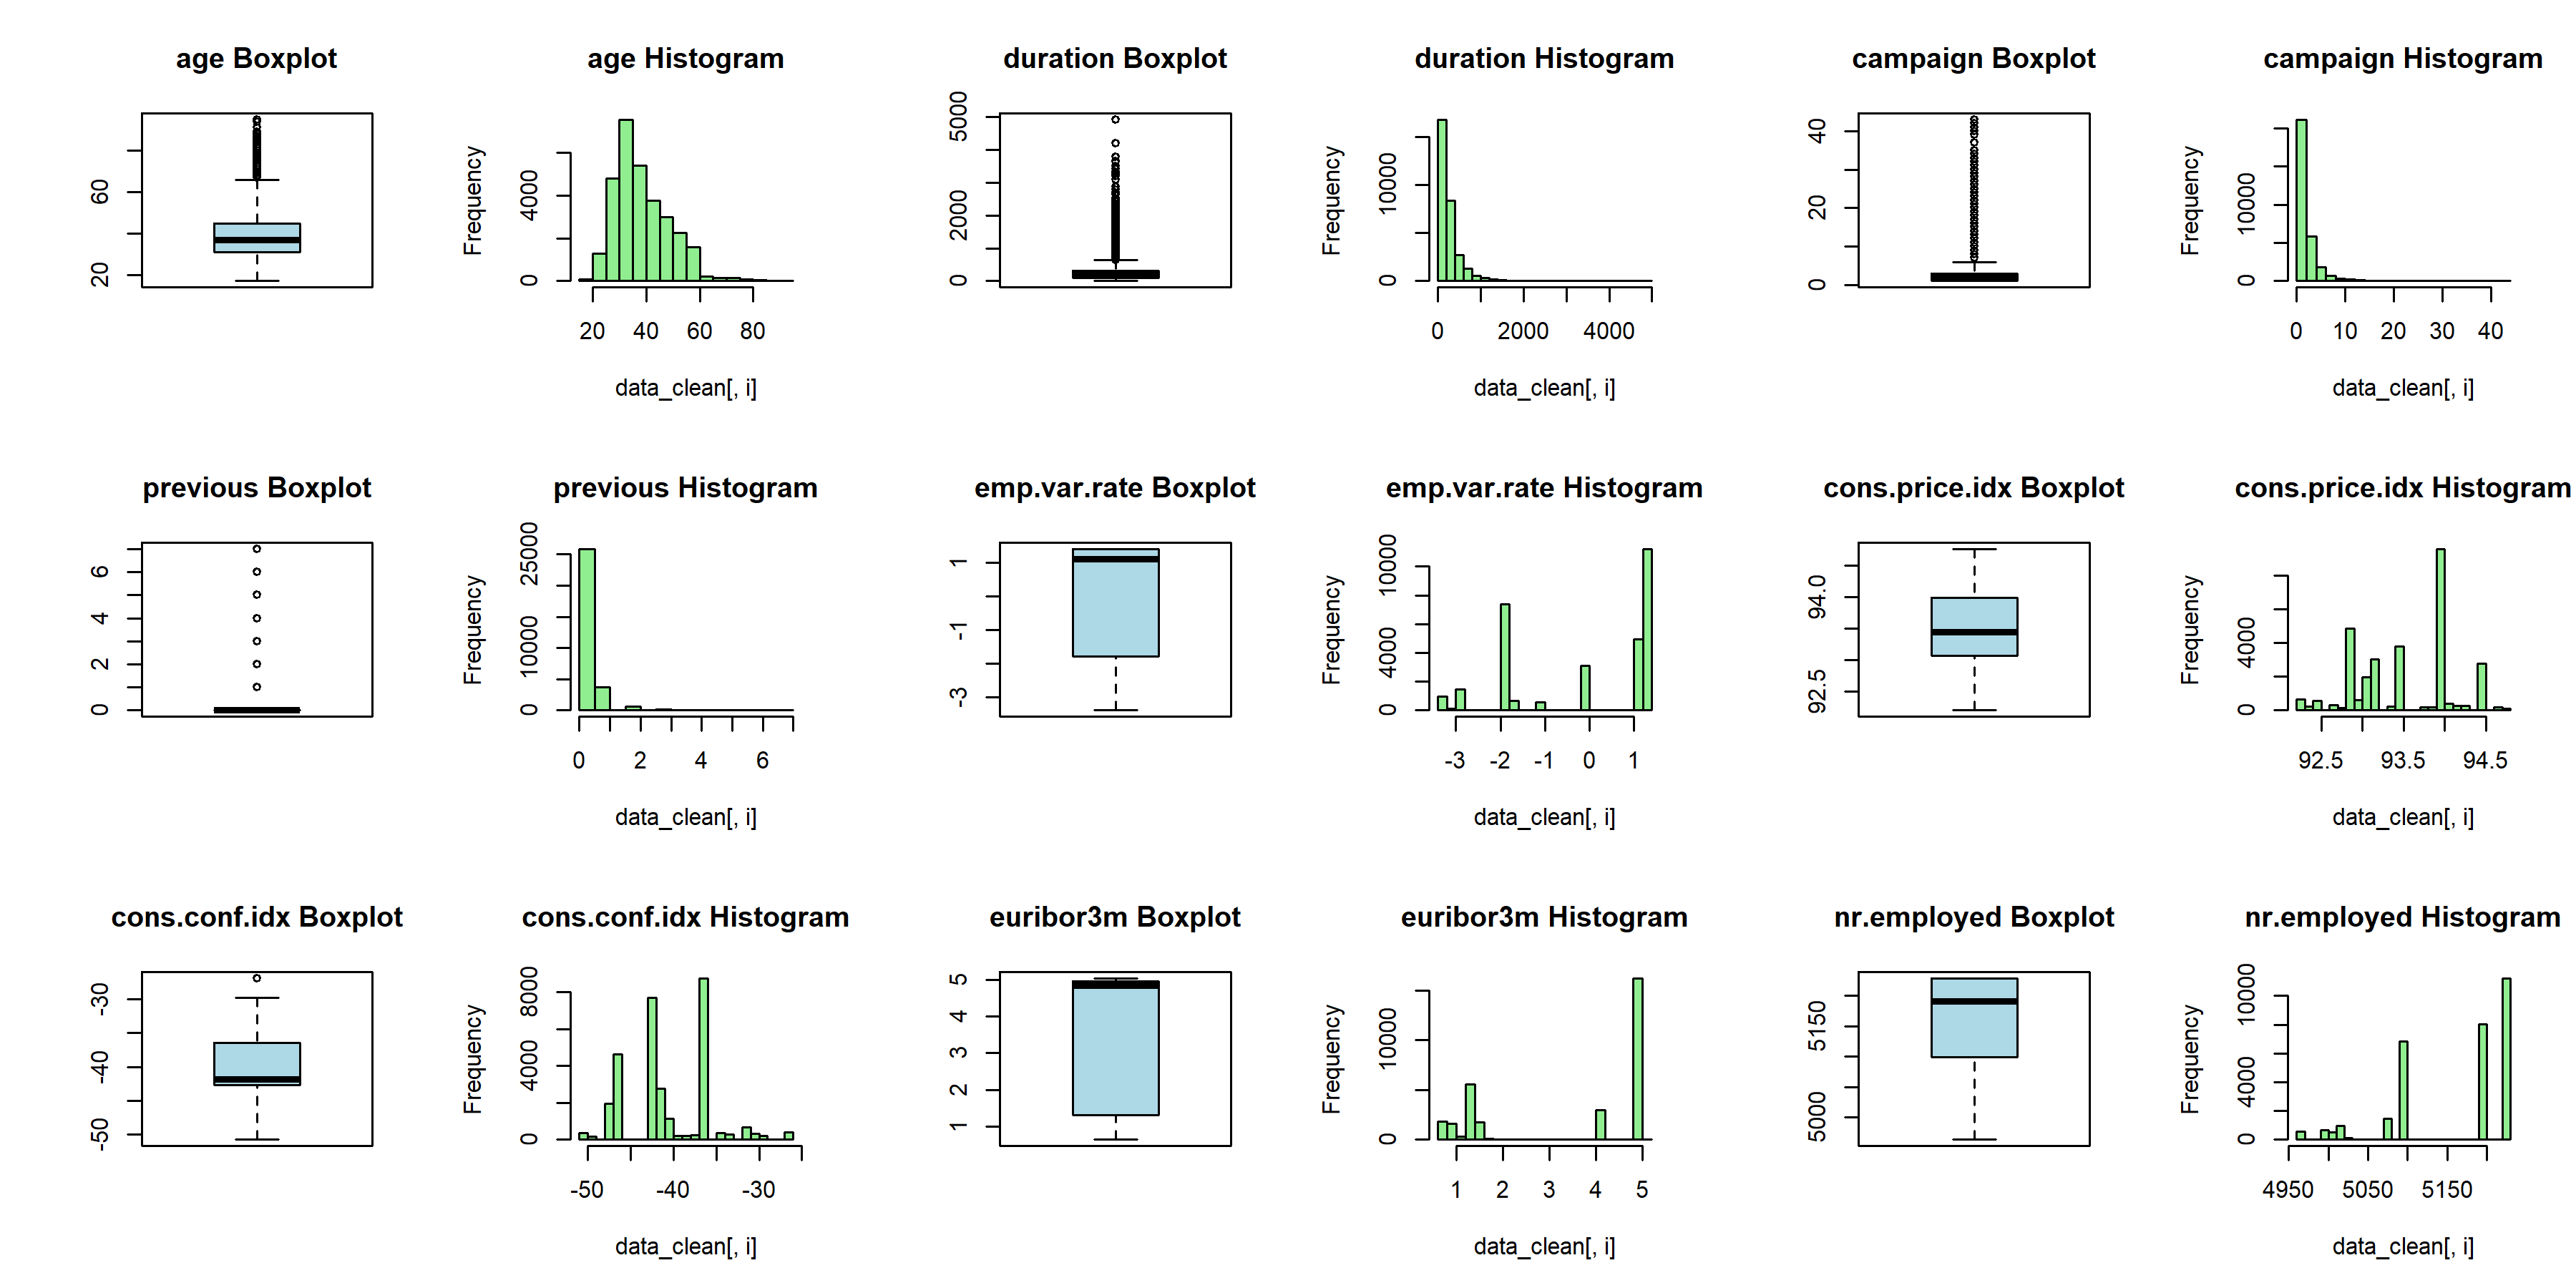 age Boxplot
20
60
age Histogram
Frequency
0
4000
20 40 60 80
data_clean[, i]
duration Boxplot
0
2000
5000
duration Histogram
Frequency
0
10000
0 2000 4000
data_clean[, i]
campaign Boxplot
0
20
40
campaign Histogram
Frequency
0
10000
0 10 20 30 40
data_clean[, i]
previous Boxplot
0
2
4
6
previous Histogram
Frequency
0
10000
25000
0 2 4 6
data_clean[, i]
emp.var.rate Boxplot
-3
-1
1
emp.var.rate Histogram
Frequency
0
4000
10000
-3 -2 -1 0 1
data_clean[, i]
cons.price.idx Boxplot
92.5
94.0
cons.price.idx Histogram
Frequency
0
4000
92.5 93.5 94.5
data_clean[, i]
cons.conf.idx Boxplot
-50
-40
-30
cons.conf.idx Histogram
Frequency
0
4000
8000
-50 -40 -30
data_clean[, i]
euribor3m Boxplot
1
2
3
4
5
euribor3m Histogram
Frequency
0
10000
1 2 3 4 5
data_clean[, i]
nr.employed Boxplot
5000
5150
nr.employed Histogram
Frequency
0
4000
10000
4950 5050 5150
data_clean[, i]